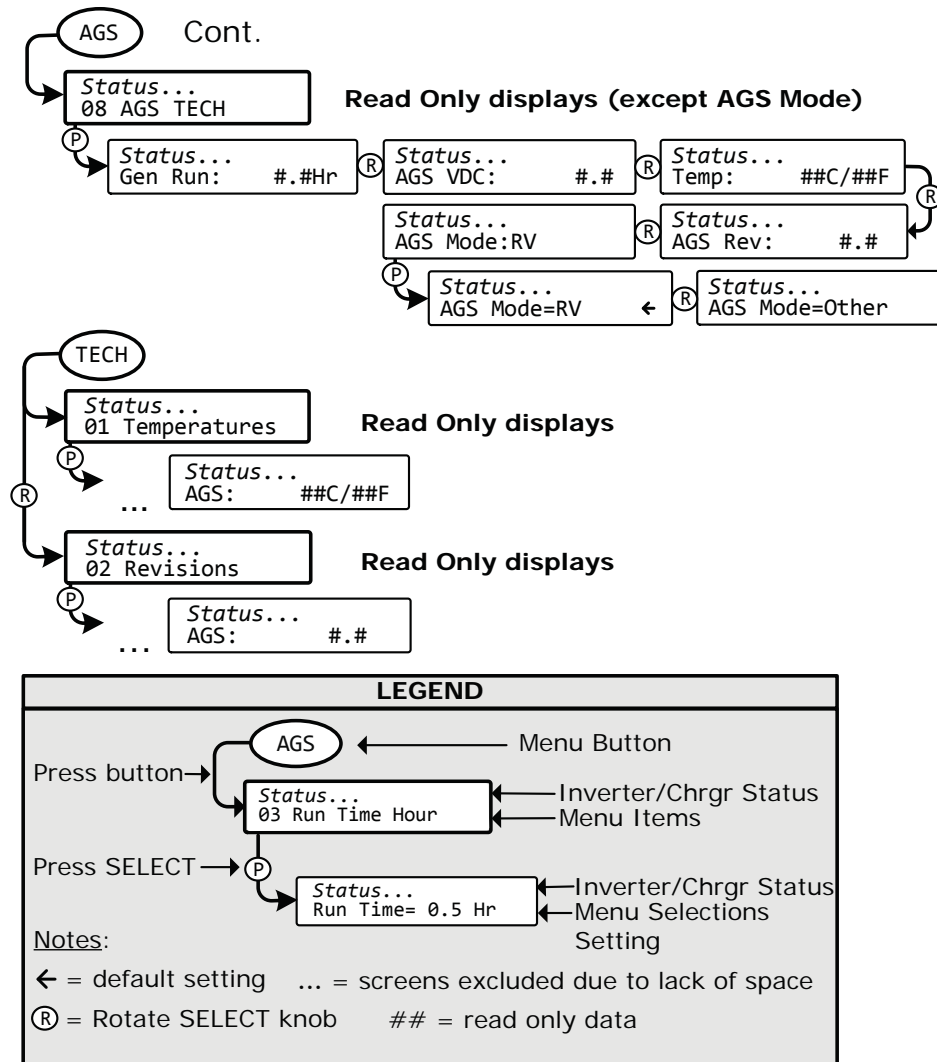 AGS Cont.
Status...
08 AGS TECH
Read Only displays (except AGS Mode)
P
Status...
Gen Run: #.#Hr
R
Status...
AGS VDC: #.#
R
Status...
Temp: ##C/##F
R
Status...
AGS Mode:RV
R
Status...
AGS Rev: #.#
P
Status...
AGS Mode=RV ←
R
Status...
AGS Mode=Other
TECH
Status...
01 Temperatures
Read Only displays
P
...
Status...
AGS: ##C/##F
R
Status...
02 Revisions
Read Only displays
P
...
Status...
AGS: #.#
LEGEND
AGS
Menu Button
Press button
Status...
03 Run Time Hour
Inverter/Chrgr Status
Menu Items
Press SELECT
P
Status...
Run Time= 0.5 Hr
Inverter/Chrgr Status
Menu Selections
Setting
Notes:
← = default setting ... = screens excluded due to lack of space
R = Rotate SELECT knob ## = read only data